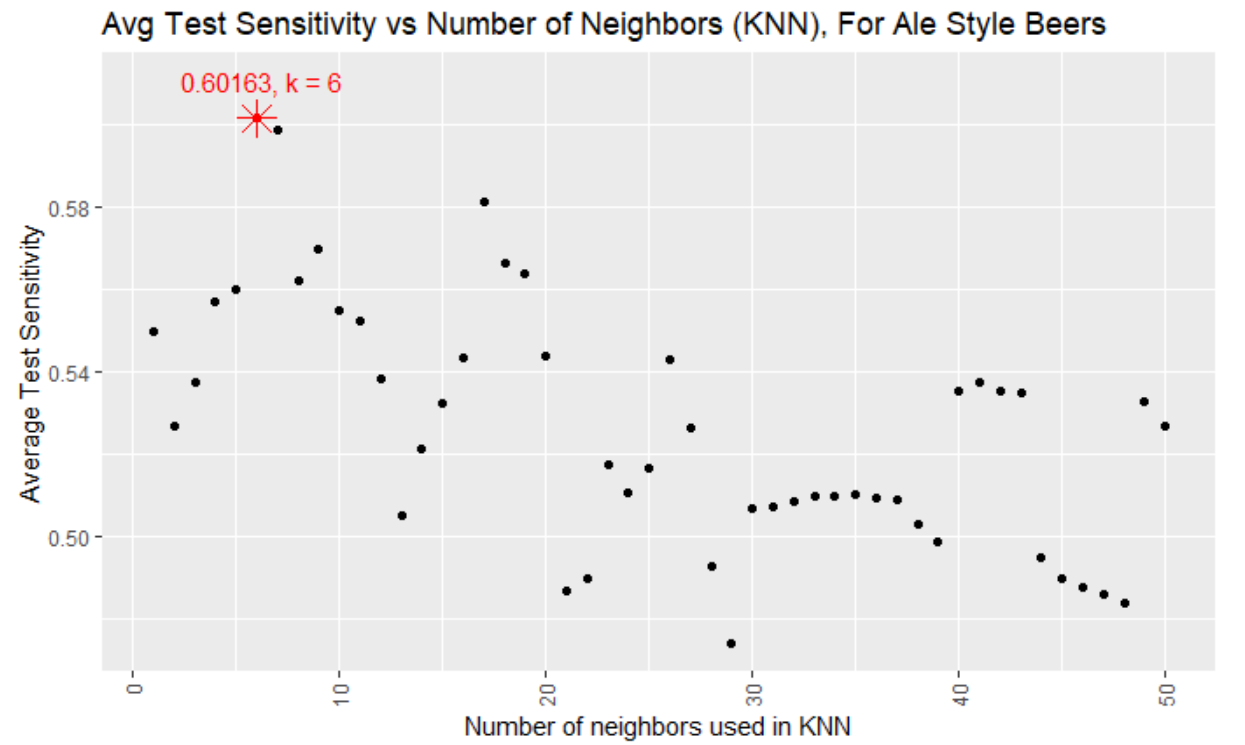 Avg Test Sensitivity vs Number of Neighbors (KNN), For Ale Style Beers
0.60163, k = 6
Average Test Sensitivity
0.58
0.54
0.50
0
10
20
30
40
50
Number of neighbors used in KNN